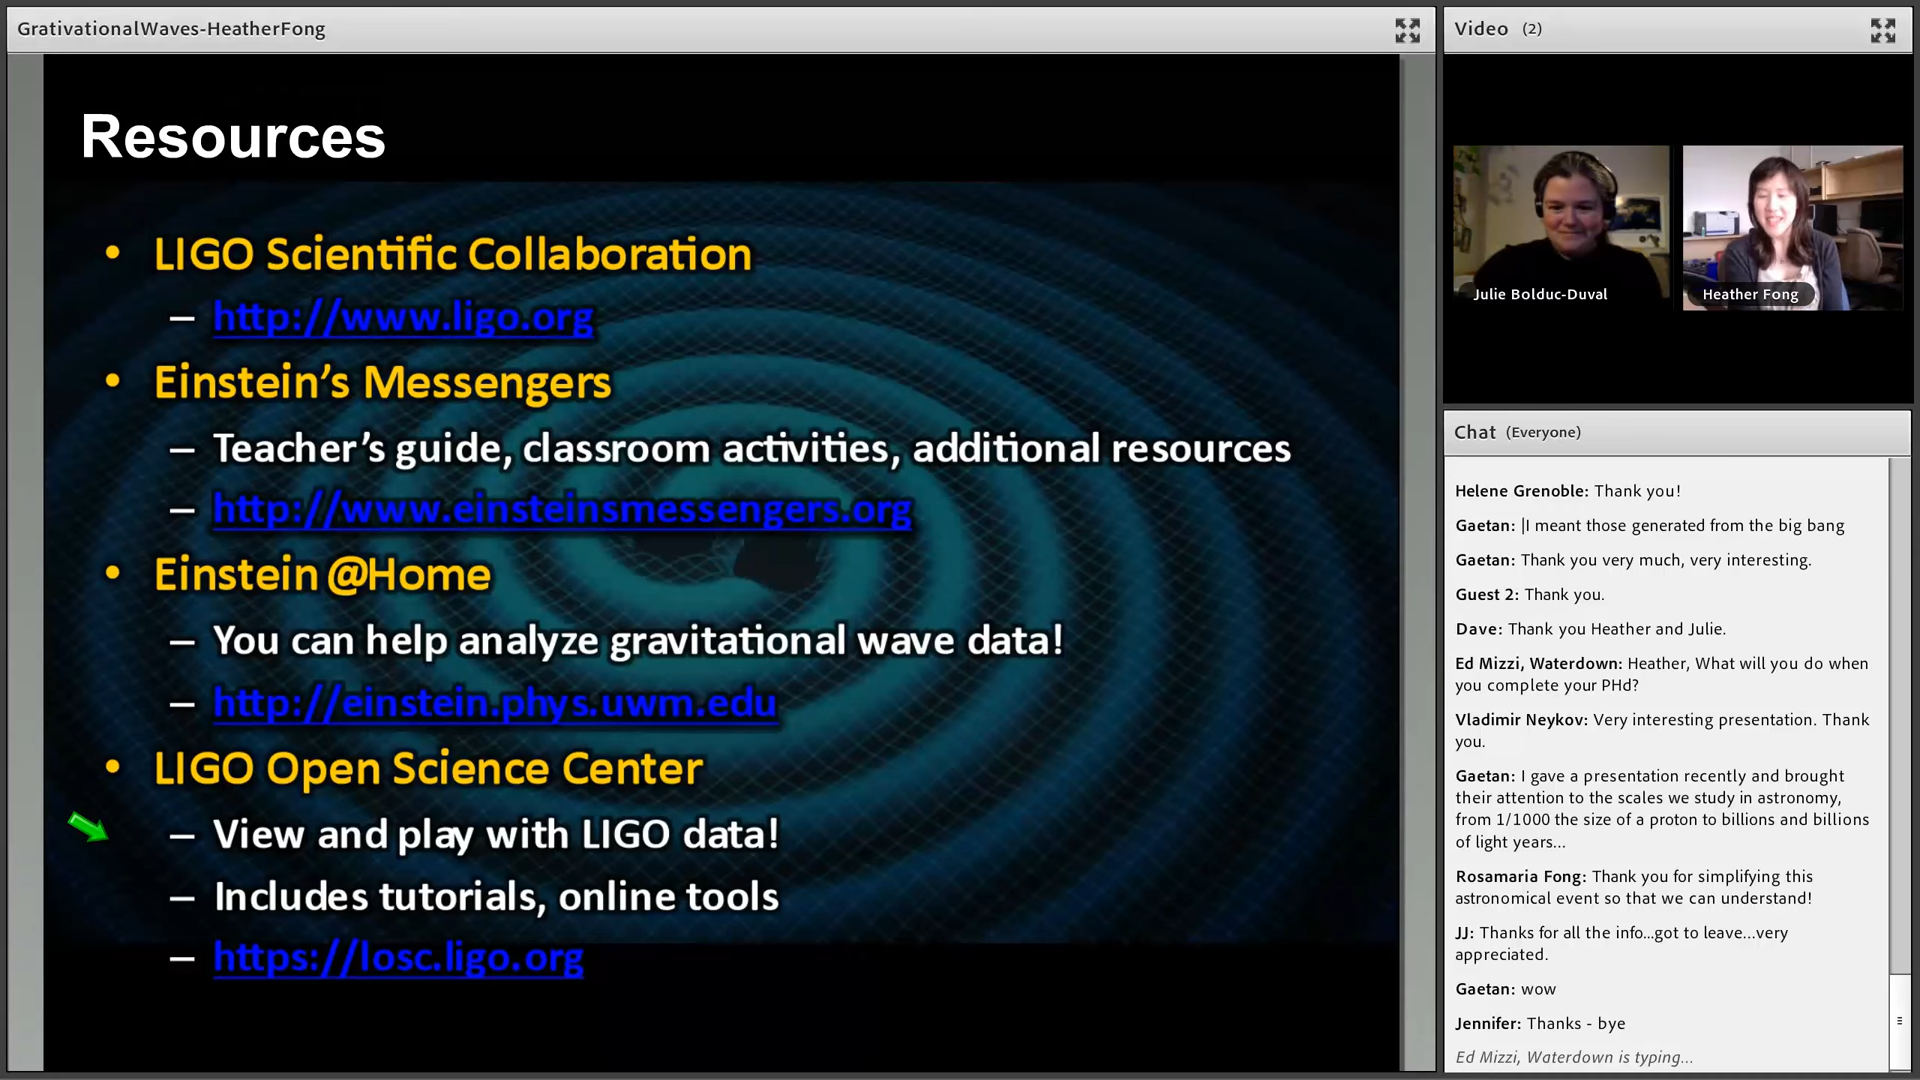 GrativationalWaves-HeatherFong
Resources
• LIGO Scientific Collaboration
– http://www.ligo.org
• Einstein’s Messengers
– Teacher’s guide, classroom activities, additional resources
– http://www.einsteinsmessengers.org
• Einstein@Home
– You can help analyze gravitational wave data!
– http://einstein.phys.uwm.edu
• LIGO Open Science Center
– View and play with LIGO data!
– Includes tutorials, online tools
– https://losc.ligo.org
Video (2)
Julie Bolduc-Duval
Heather Fong
Chat (Everyone)
Helene Grenoble: Thank you!
Gaetan: |I meant those generated from the big bang
Gaetan: Thank you very much, very interesting.
Guest 2: Thank you.
Dave: Thank you Heather and Julie.
Ed Mizzi, Waterdown: Heather, What will you do when
you complete your PHd?
Vladimir Neykov: Very interesting presentation. Thank
you.
Gaetan: I gave a presentation recently and brought
their attention to the scales we study in astronomy,
from 1/1000 the size of a proton to billions and billions
of light years...
Rosamaria Fong: Thank you for simplifying this
astronomical event so that we can understand!
JJ: Thanks for all the info...got to leave...very
appreciated.
Gaetan: wow
Jennifer: Thanks - bye
Ed Mizzi, Waterdown is typing...